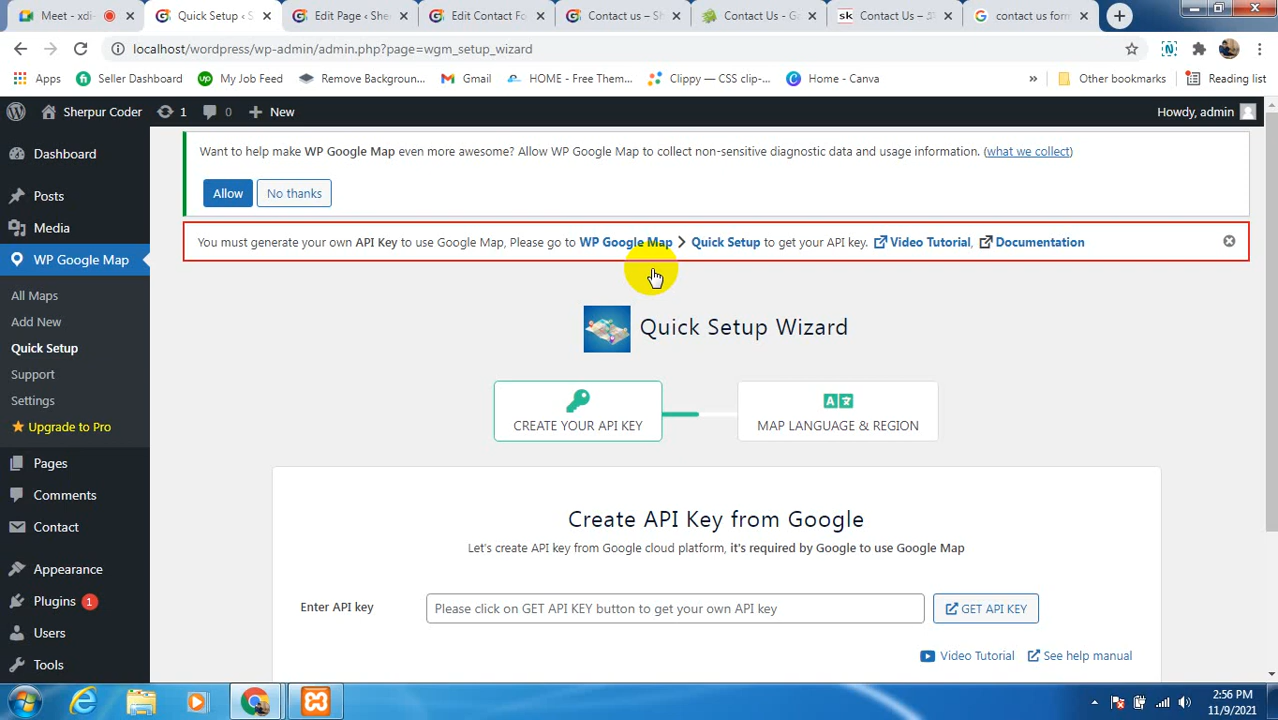 Meet - xdi-
Quick Setup < S
Edit Page < She
Edit Contact Fo
Contact us – Sh
Contact Us - G
Contact Us – S
contact us form
localhost/wordpress/wp-admin/admin.php?page=wgm_setup_wizard
Apps
Seller Dashboard
My Job Feed
Remove Backgroun...
Gmail
HOME - Free Them...
Clippy — CSS clip-...
Home - Canva
»
Other bookmarks
Reading list
Sherpur Coder
1
0
New
Howdy, admin
Dashboard
Posts
Media
WP Google Map
All Maps
Add New
Quick Setup
Support
Settings
Upgrade to Pro
Pages
Comments
Contact
Appearance
Plugins 1
Users
Tools
Want to help make WP Google Map even more awesome? Allow WP Google Map to collect non-sensitive diagnostic data and usage information. (what we collect)
Allow
No thanks
You must generate your own API Key to use Google Map, Please go to WP Google Map > Quick Setup to get your API key. Video Tutorial, Documentation
Quick Setup Wizard
CREATE YOUR API KEY
MAP LANGUAGE & REGION
Create API Key from Google
Let's create API key from Google cloud platform, it's required by Google to use Google Map
Enter API key
Please click on GET API KEY button to get your own API key
GET API KEY
Video Tutorial
See help manual
2:56 PM
11/9/2021